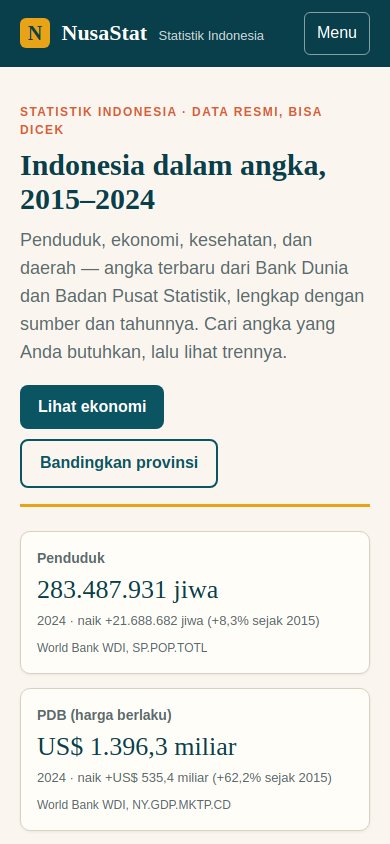 N NusaStat Statistik Indonesia Menu
STATISTIK INDONESIA · DATA RESMI, BISA
DICEK
Indonesia dalam angka,
2015–2024
Penduduk, ekonomi, kesehatan, dan
daerah — angka terbaru dari Bank Dunia
dan Badan Pusat Statistik, lengkap dengan
sumber dan tahunnya. Cari angka yang
Anda butuhkan, lalu lihat trennya.
Lihat ekonomi
Bandingkan provinsi
Penduduk
283.487.931 jiwa
2024 · naik +21.688.682 jiwa (+8,3% sejak 2015)
World Bank WDI, SP.POP.TOTL
PDB (harga berlaku)
US$ 1.396,3 miliar
2024 · naik +US$ 535,4 miliar (+62,2% sejak 2015)
World Bank WDI, NY.GDP.MKTP.CD